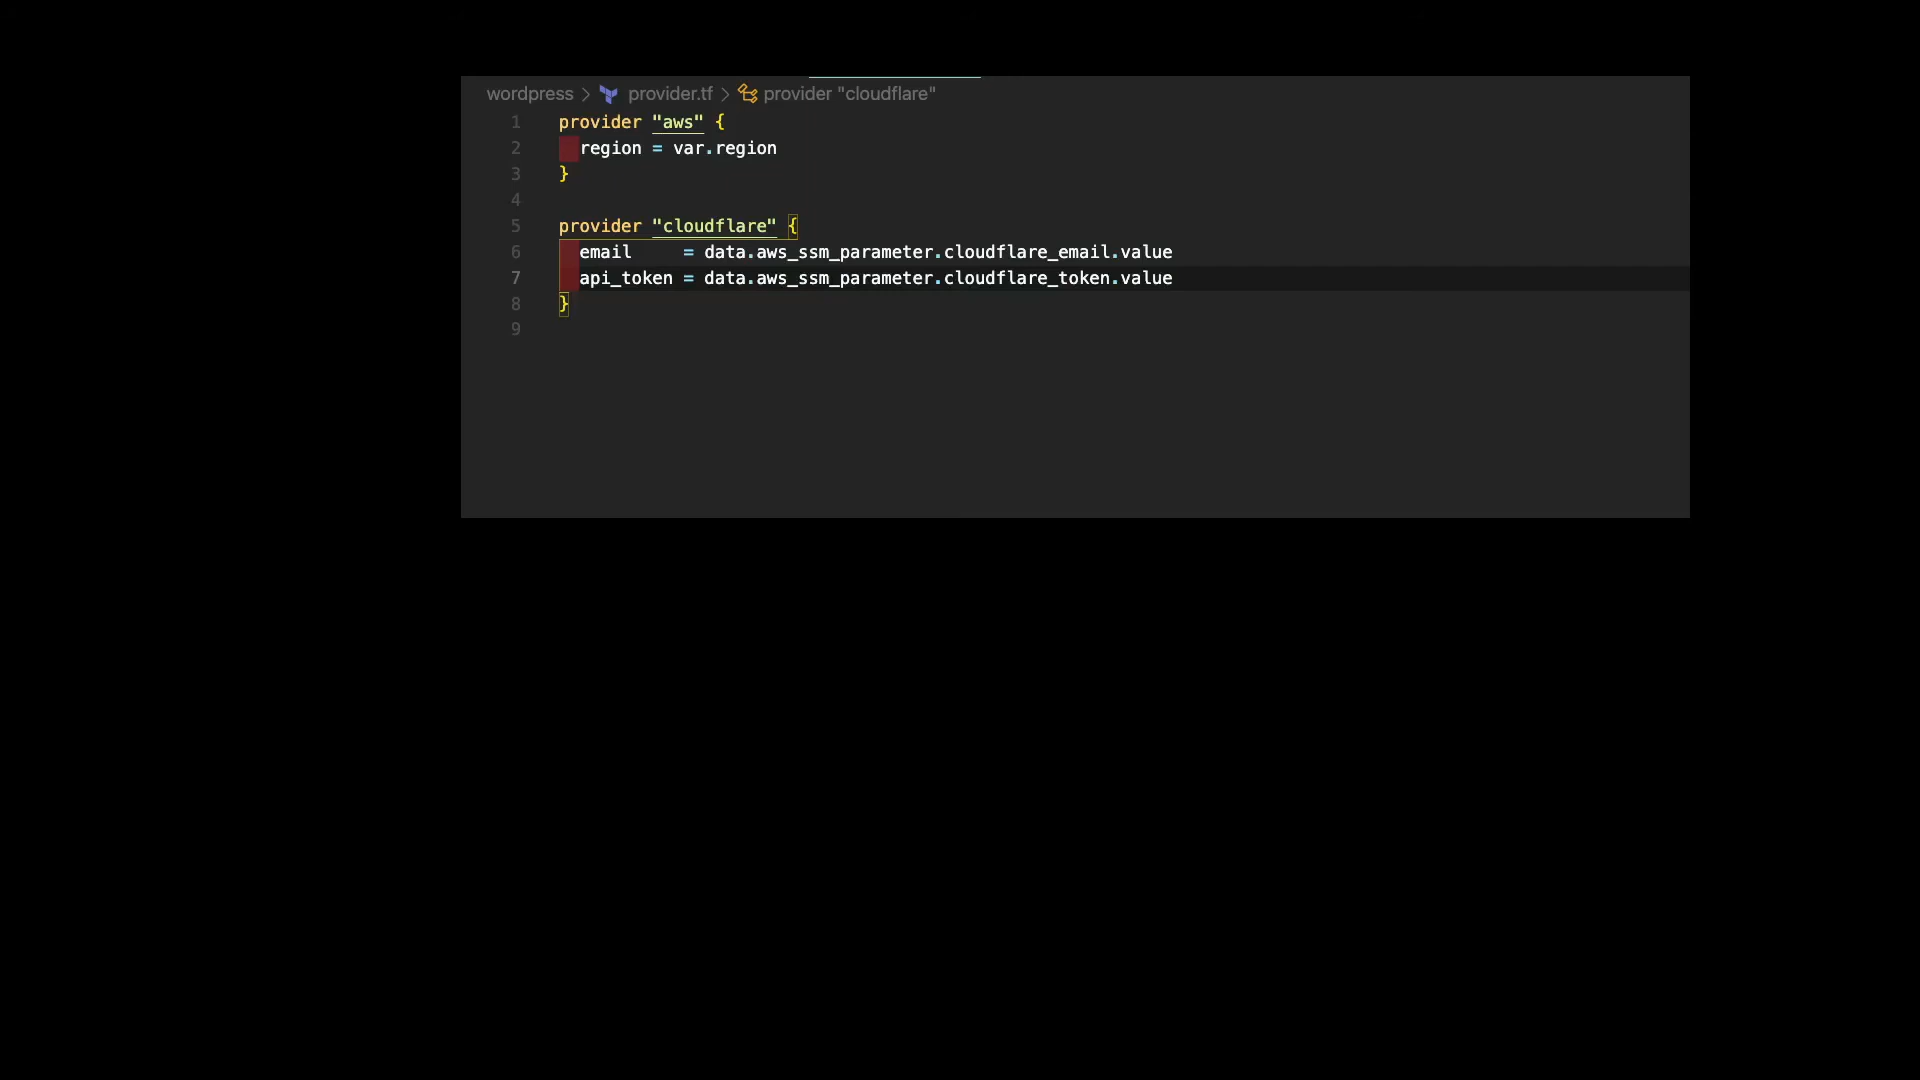 wordpress > provider.tf > provider "cloudflare"
1 provider "aws" {
2   region = var.region
3 }
4
5 provider "cloudflare" {
6   email     = data.aws_ssm_parameter.cloudflare_email.value
7   api_token = data.aws_ssm_parameter.cloudflare_token.value
8 }
9